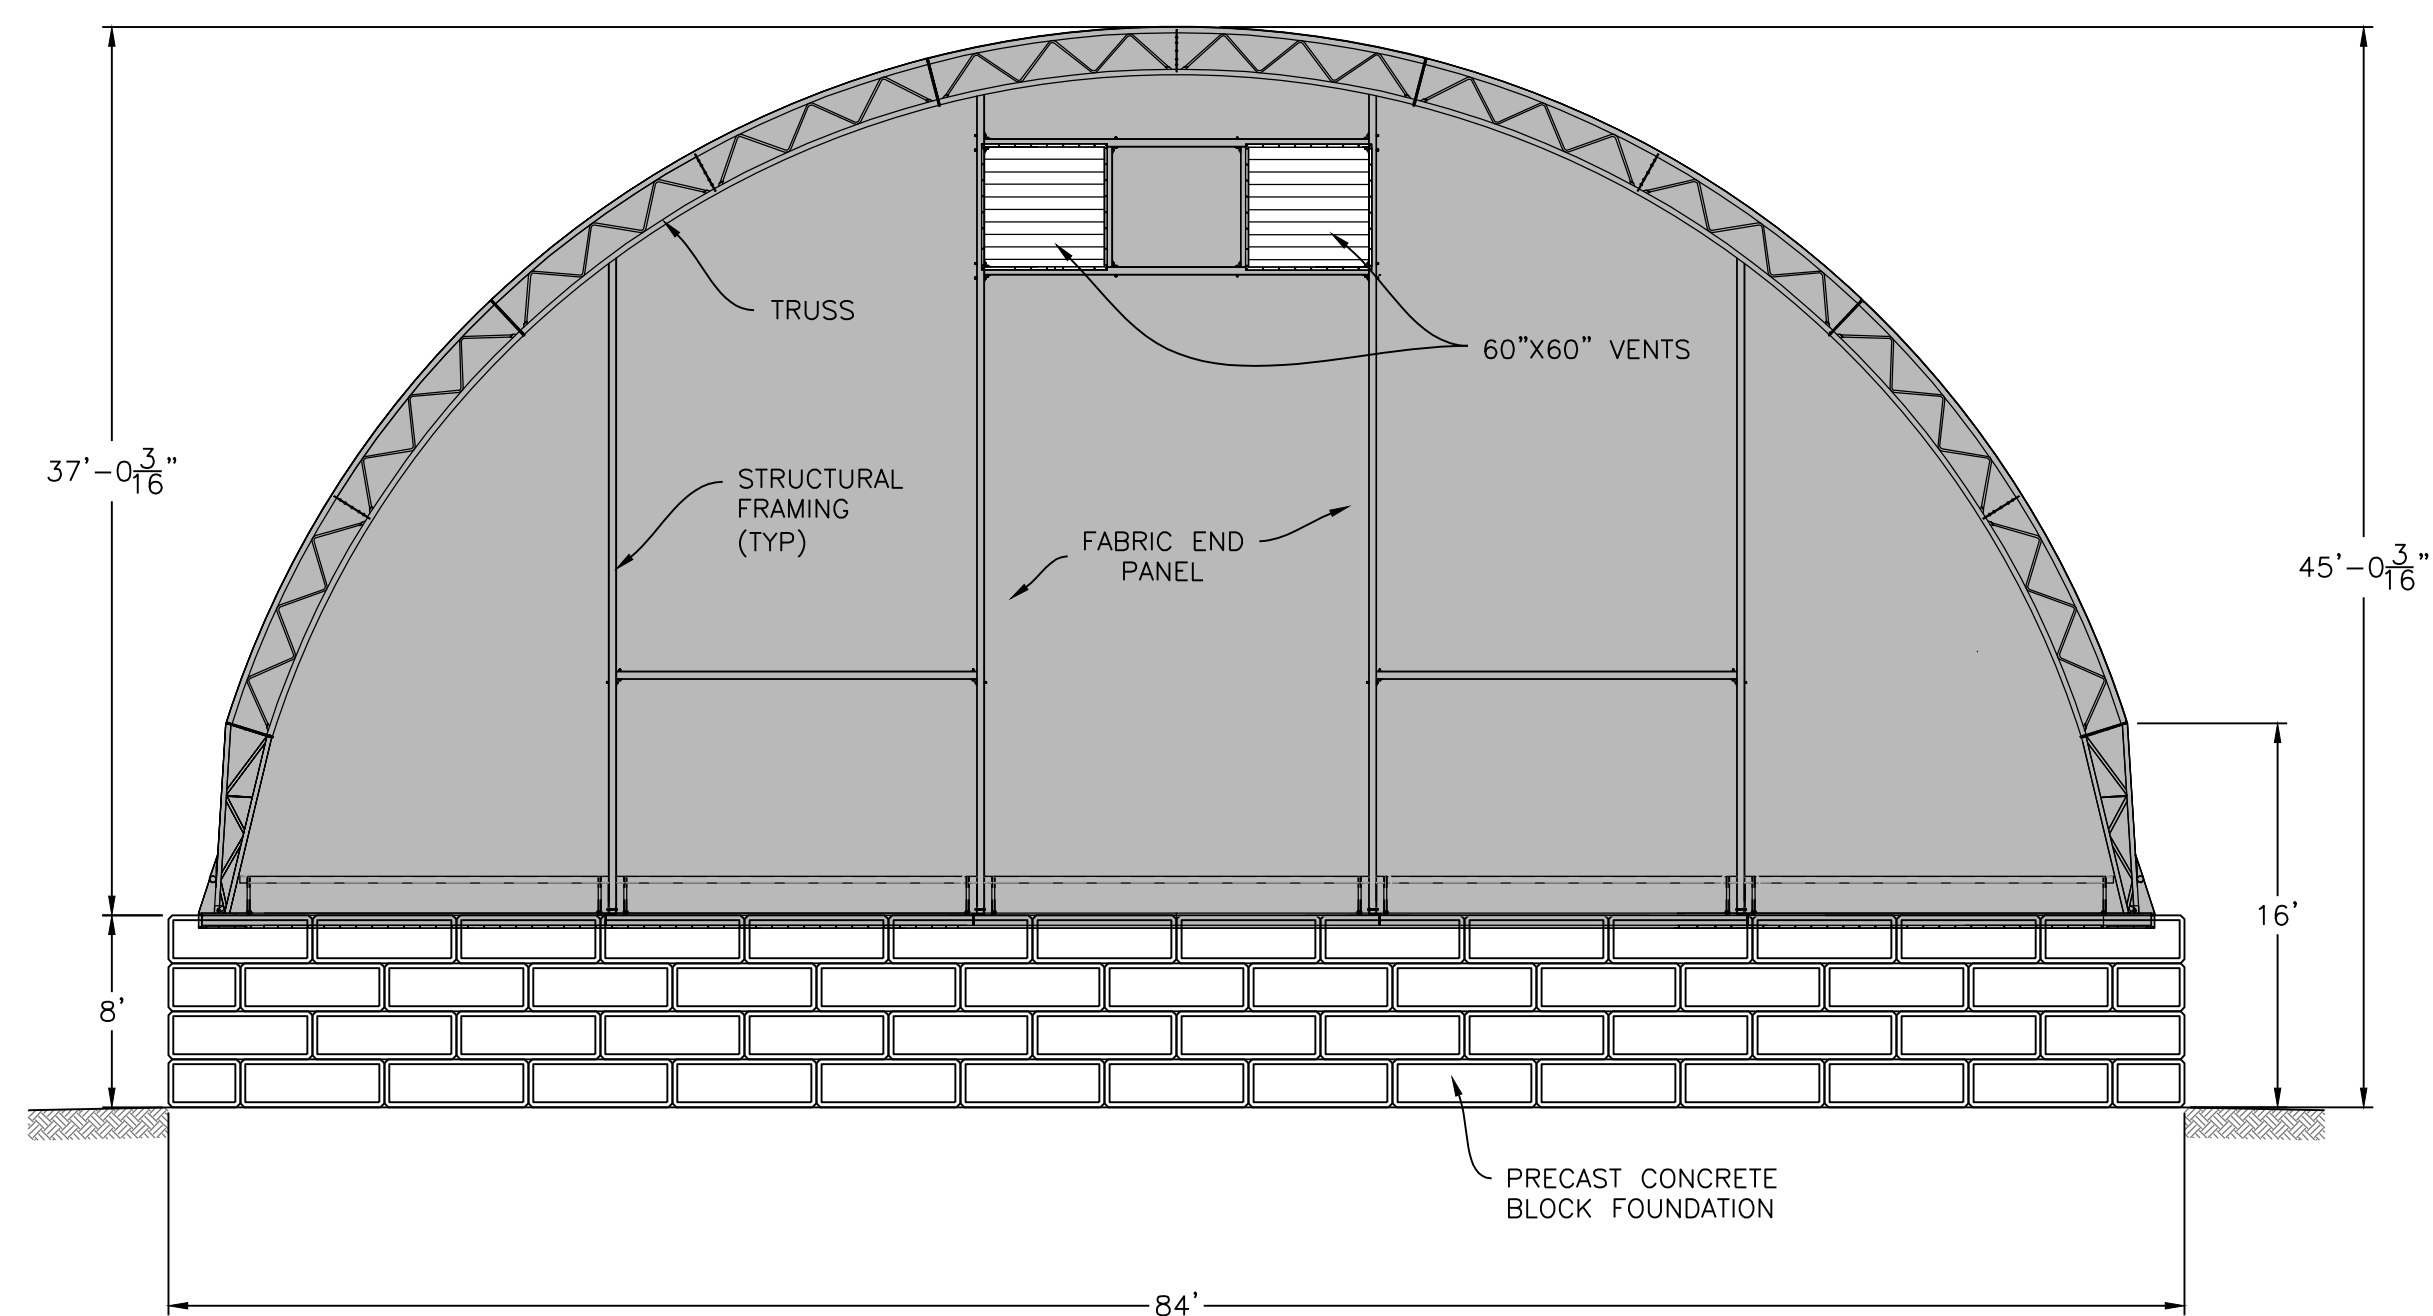 TRUSS
60"X60" VENTS
37'-0 3/16"
STRUCTURAL
FRAMING
(TYP)
FABRIC END
PANEL
45'-0 3/16"
16'
8'
PRECAST CONCRETE
BLOCK FOUNDATION
84'